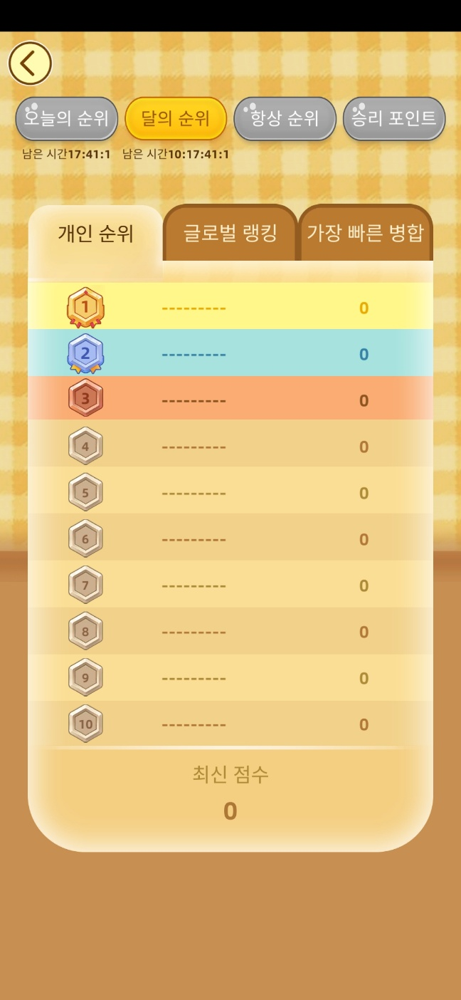 오늘의 순위 달의 순위 항상 순위 승리 포인트
남은 시간17:41:1 남은 시간10:17:41:1
개인 순위 글로벌 랭킹 가장 빠른 병합
1 --------- 0
2 --------- 0
3 --------- 0
4 --------- 0
5 --------- 0
6 --------- 0
7 --------- 0
8 --------- 0
9 --------- 0
10 --------- 0
최신 점수
0